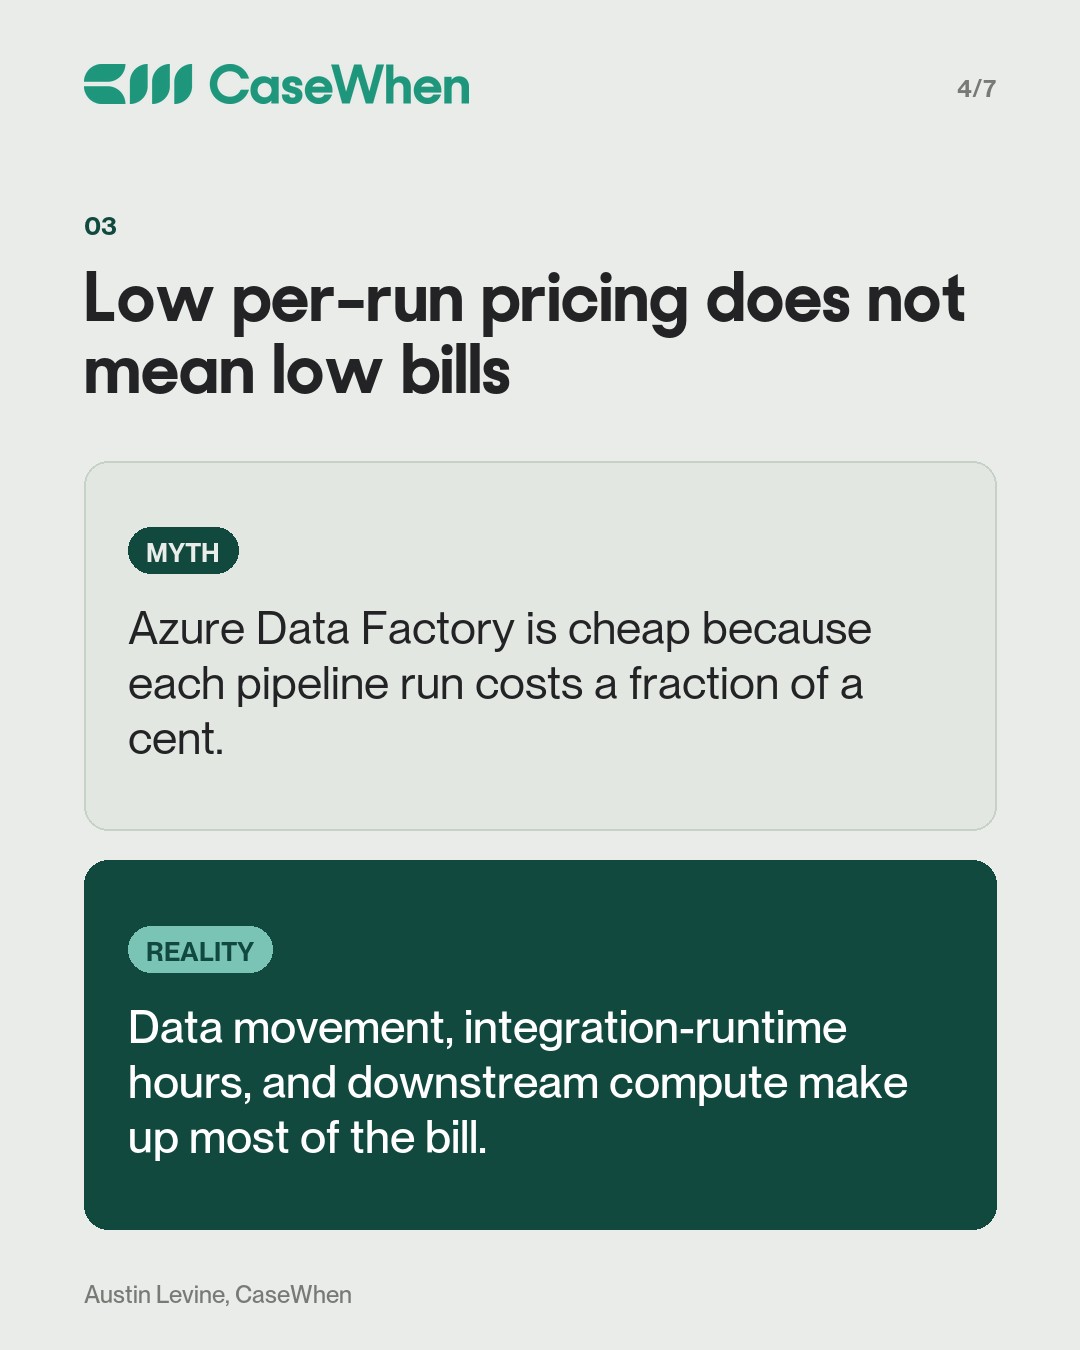 CaseWhen
4/7
03
Low per-run pricing does not
mean low bills
MYTH
Azure Data Factory is cheap because
each pipeline run costs a fraction of a
cent.
REALITY
Data movement, integration-runtime
hours, and downstream compute make
up most of the bill.
Austin Levine, CaseWhen